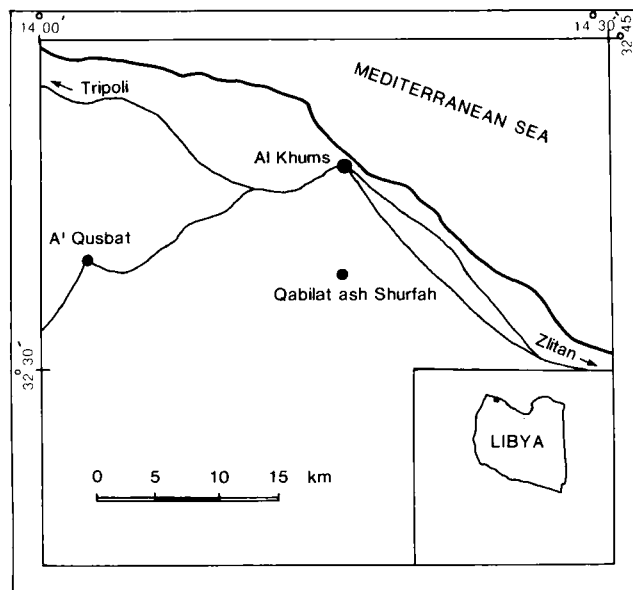 14°00′
14°30′
32°45′
MEDITERRANEAN SEA
Tripoli
Al Khums
A' Qusbat
Qabilat ash Shurfah
Zlitan
32°30′
LIBYA
0 5 10 15 km